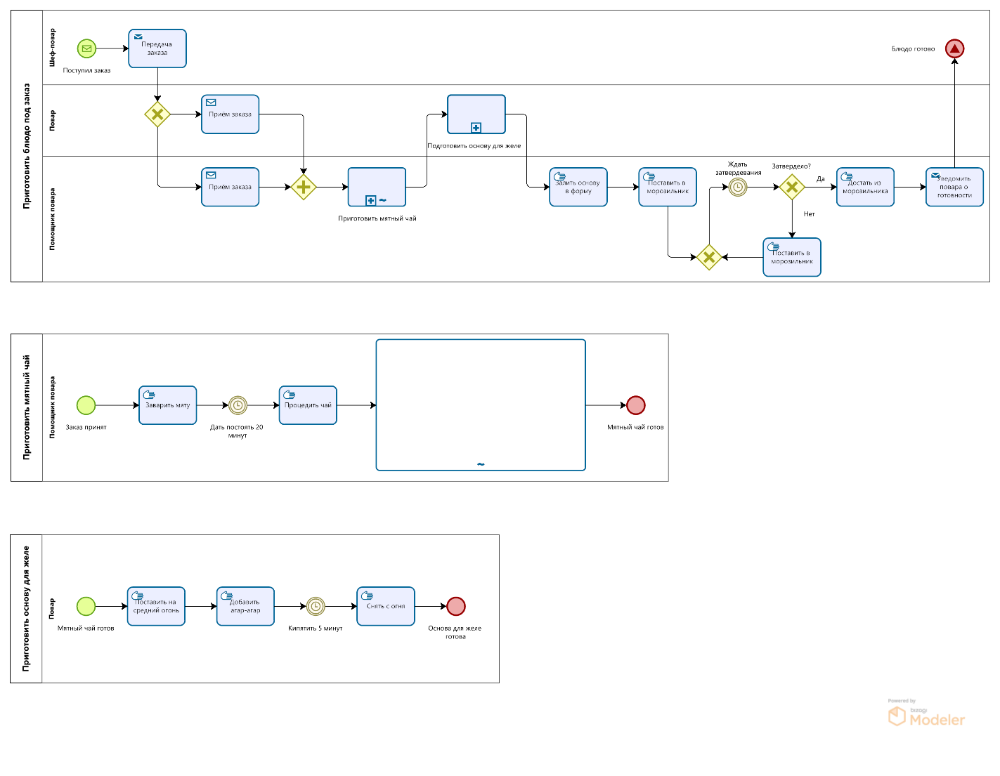 Приготовить блюдо под заказ
Шеф-повар
Поступил заказ
Передача
заказа
Блюдо готово
Повар
Приём заказа
Подготовить основу для желе
Помощник повара
Приём заказа
Приготовить мятный чай
Залить основу
в форму
Поставить в
морозильник
Ждать
затвердевания
Затвердело?
Да
Нет
Достать из
морозильника
Уведомить
повара о
готовности
Поставить в
морозильник
Приготовить мятный чай
Помощник повара
Заказ принят
Заварить мяту
Дать постоять 20
минут
Процедить чай
Мятный чай готов
Приготовить основу для желе
Повар
Мятный чай готов
Поставить на
средний огонь
Добавить
агар-агар
Кипятить 5 минут
Снять с огня
Основа для желе
готова
Powered by
bizagi
Modeler